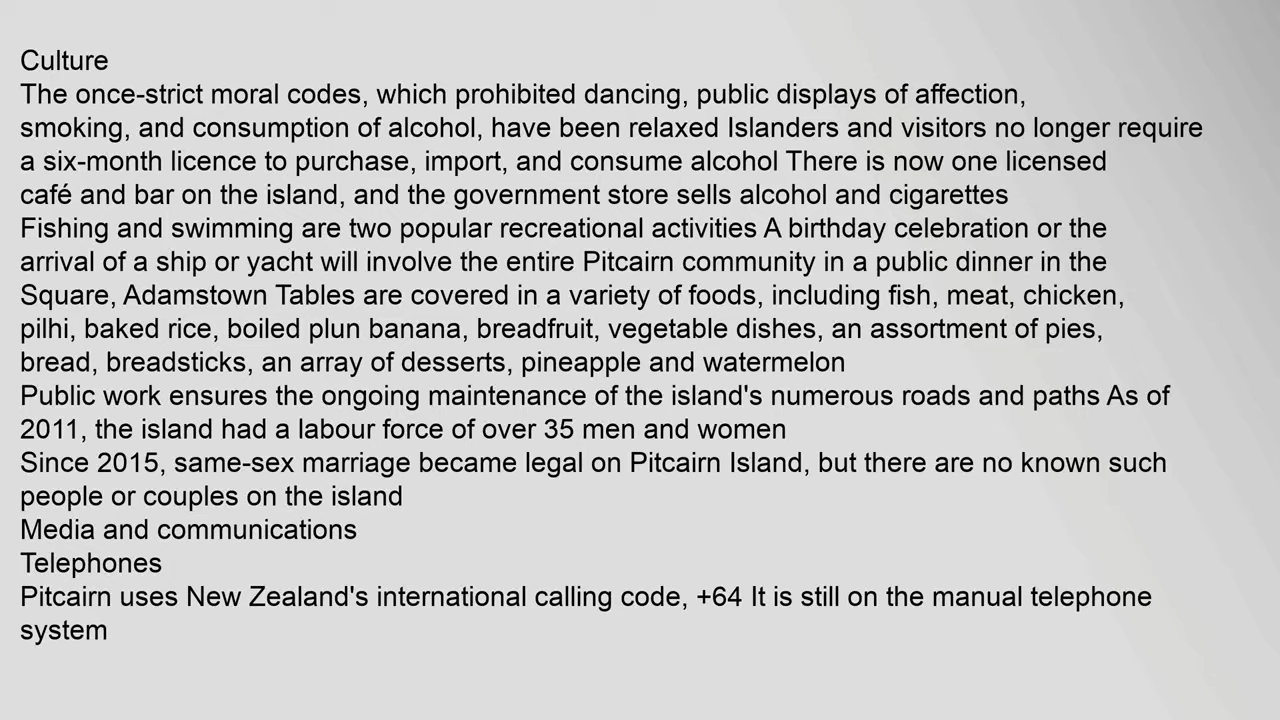 Culture
The once-strict moral codes, which prohibited dancing, public displays of affection,
smoking, and consumption of alcohol, have been relaxed Islanders and visitors no longer require
a six-month licence to purchase, import, and consume alcohol There is now one licensed
café and bar on the island, and the government store sells alcohol and cigarettes
Fishing and swimming are two popular recreational activities A birthday celebration or the
arrival of a ship or yacht will involve the entire Pitcairn community in a public dinner in the
Square, Adamstown Tables are covered in a variety of foods, including fish, meat, chicken,
pilhi, baked rice, boiled plun banana, breadfruit, vegetable dishes, an assortment of pies,
bread, breadsticks, an array of desserts, pineapple and watermelon
Public work ensures the ongoing maintenance of the island's numerous roads and paths As of
2011, the island had a labour force of over 35 men and women
Since 2015, same-sex marriage became legal on Pitcairn Island, but there are no known such
people or couples on the island
Media and communications
Telephones
Pitcairn uses New Zealand's international calling code, +64 It is still on the manual telephone
system